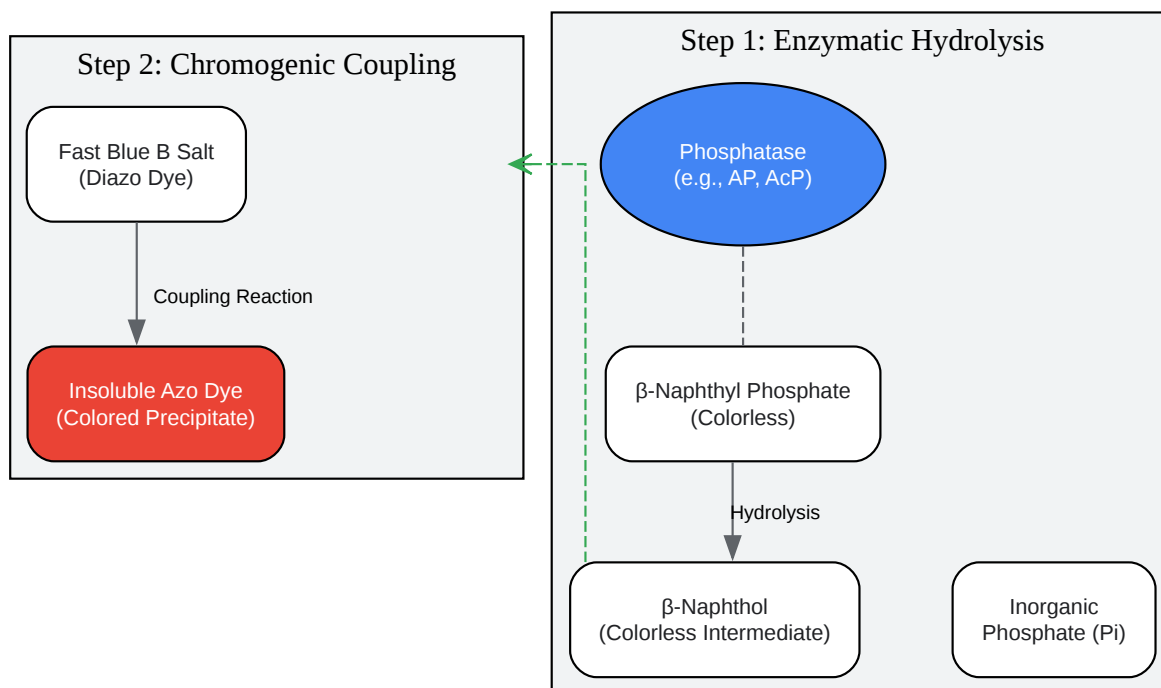 Step 2: Chromogenic Coupling
Fast Blue B Salt
(Diazo Dye)
Coupling Reaction
Insoluble Azo Dye
(Colored Precipitate)
Step 1: Enzymatic Hydrolysis
Phosphatase
(e.g., AP, AcP)
β-Naphthyl Phosphate
(Colorless)
Hydrolysis
β-Naphthol
(Colorless Intermediate)
Inorganic
Phosphate (Pi)